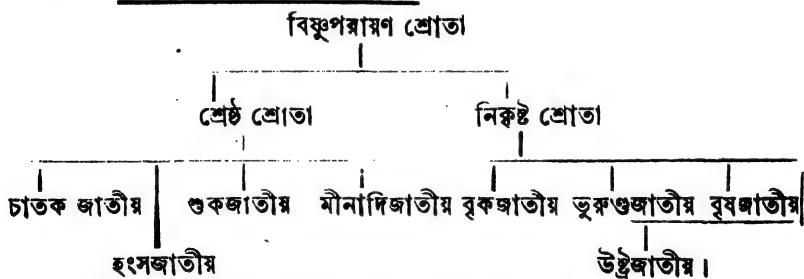 বিষ্ণুপরায়ণ শ্রোতা
শ্রেষ্ঠ শ্রোতা নিকৃষ্ট শ্রোতা
চাতক জাতীয় শুকজাতীয় মীনাদিজাতীয় বৃকজাতীয় ভুরুণ্ডজাতীয় বৃষজাতীয়
হংসজাতীয় উষ্ট্রজাতীয়।